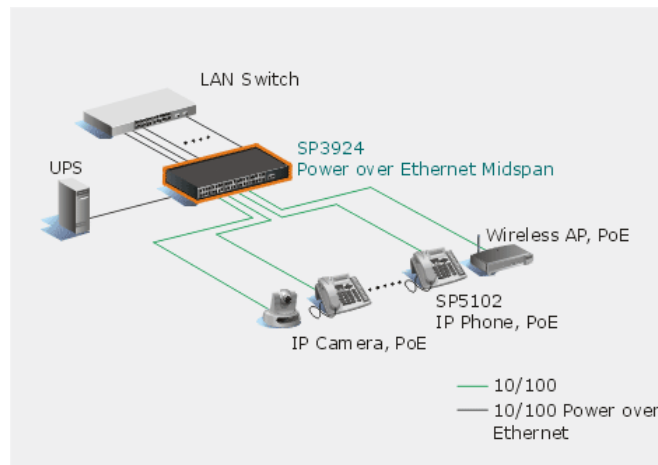 LAN Switch
SP3924
Power over Ethernet Midspan
UPS
Wireless AP, PoE
SP5102
IP Phone, PoE
IP Camera, PoE
10/100
10/100 Power over
Ethernet